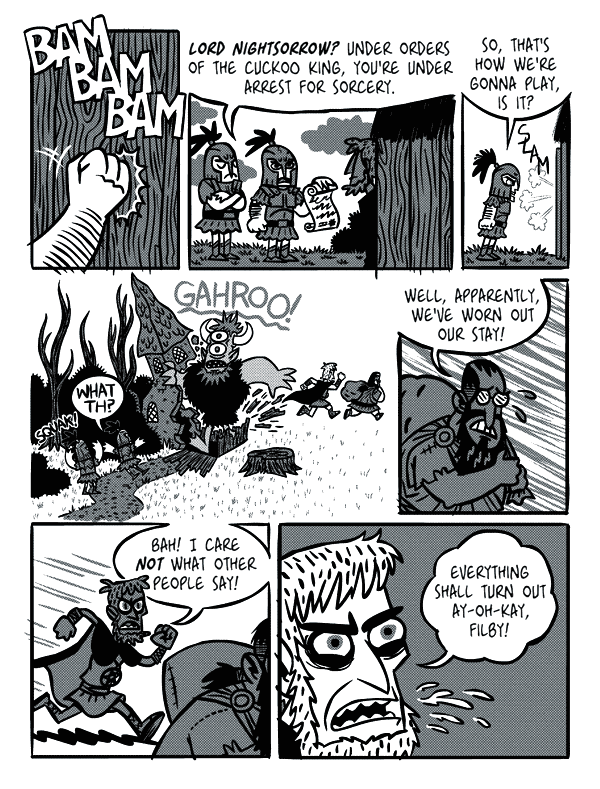 BAM
BAM
BAM
LORD NIGHTSORROW? UNDER ORDERS
OF THE CUCKOO KING, YOU'RE UNDER
ARREST FOR SORCERY.
SO, THAT'S
HOW WE'RE
GONNA PLAY,
IS IT?
SLAM
GAHROO!
WHAT
TH?
SQUAK!
WELL, APPARENTLY,
WE'VE WORN OUT
OUR STAY!
BAH! I CARE
NOT WHAT OTHER
PEOPLE SAY!
EVERYTHING
SHALL TURN OUT
AY-OH-KAY,
FILBY!